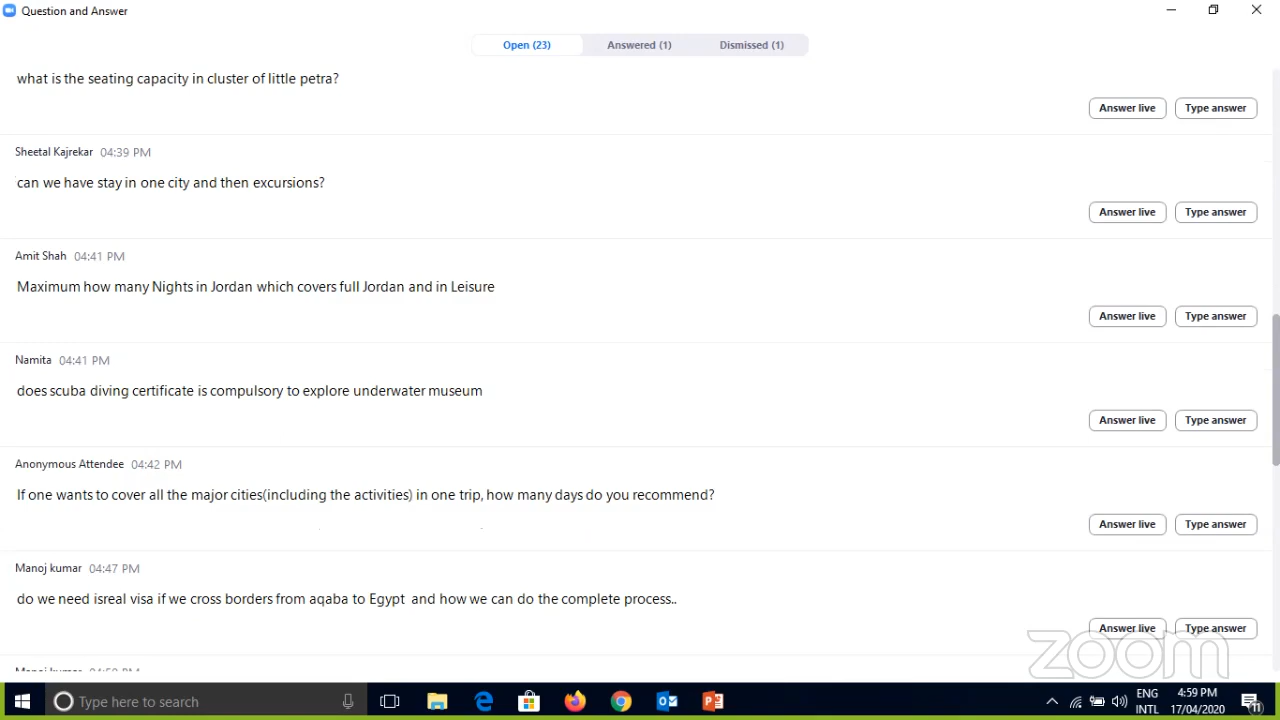 Question and Answer
Open (23) Answered (1) Dismissed (1)
what is the seating capacity in cluster of little petra?
Answer live Type answer
Sheetal Kajrekar 04:39 PM
can we have stay in one city and then excursions?
Answer live Type answer
Amit Shah 04:41 PM
Maximum how many Nights in Jordan which covers full Jordan and in Leisure
Answer live Type answer
Namita 04:41 PM
does scuba diving certificate is compulsory to explore underwater museum
Answer live Type answer
Anonymous Attendee 04:42 PM
If one wants to cover all the major cities(including the activities) in one trip, how many days do you recommend?
Answer live Type answer
Manoj kumar 04:47 PM
do we need isreal visa if we cross borders from aqaba to Egypt and how we can do the complete process..
Answer live Type answer
zoom
Manoj kumar
Type here to search
ENG 4:59 PM
INTL 17/04/2020
11